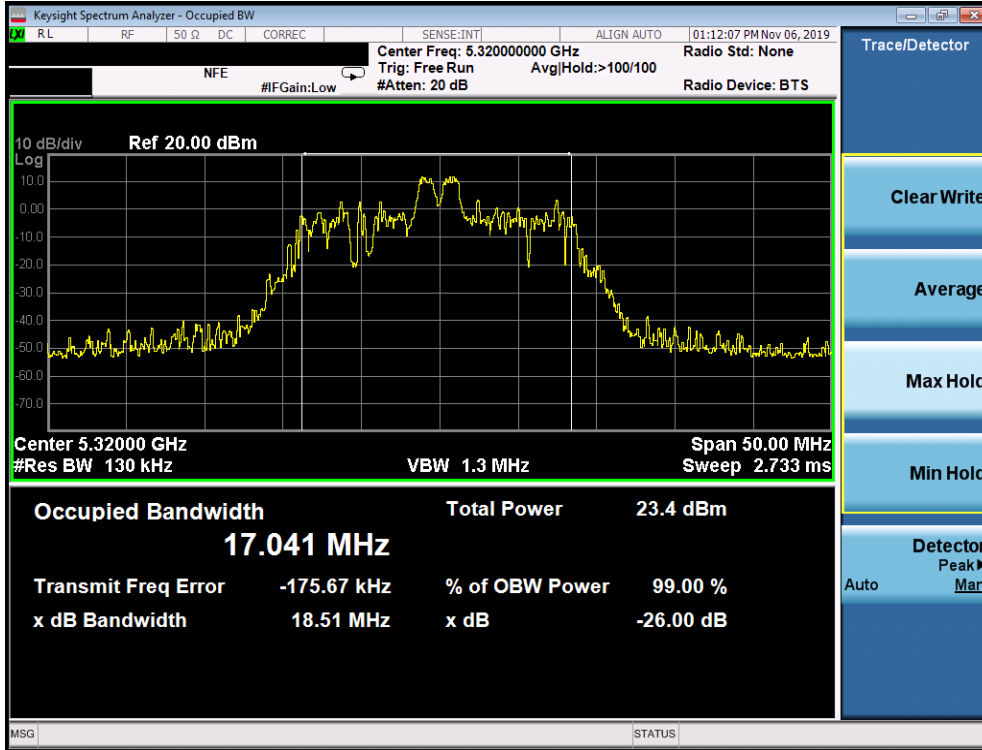 Keysight Spectrum Analyzer - Occupied BW
LXI RL RF 50 Ω DC CORREC SENSE:INT ALIGN AUTO 01:12:07 PM Nov 06, 2019
Center Freq: 5.320000000 GHz Radio Std: None
NFE Trig: Free Run Avg|Hold:>100/100
#IFGain:Low #Atten: 20 dB Radio Device: BTS
Trace/Detector
10 dB/div Ref 20.00 dBm
Log
10.0
0.00
-10.0
-20.0
-30.0
-40.0
-50.0
-60.0
-70.0
Center 5.32000 GHz Span 50.00 MHz
#Res BW 130 kHz VBW 1.3 MHz Sweep 2.733 ms
Occupied Bandwidth Total Power 23.4 dBm
17.041 MHz
Transmit Freq Error -175.67 kHz % of OBW Power 99.00 %
x dB Bandwidth 18.51 MHz x dB -26.00 dB
Clear Write
Average
Max Hold
Min Hold
Detector
Peak▶
Auto Man
MSG STATUS